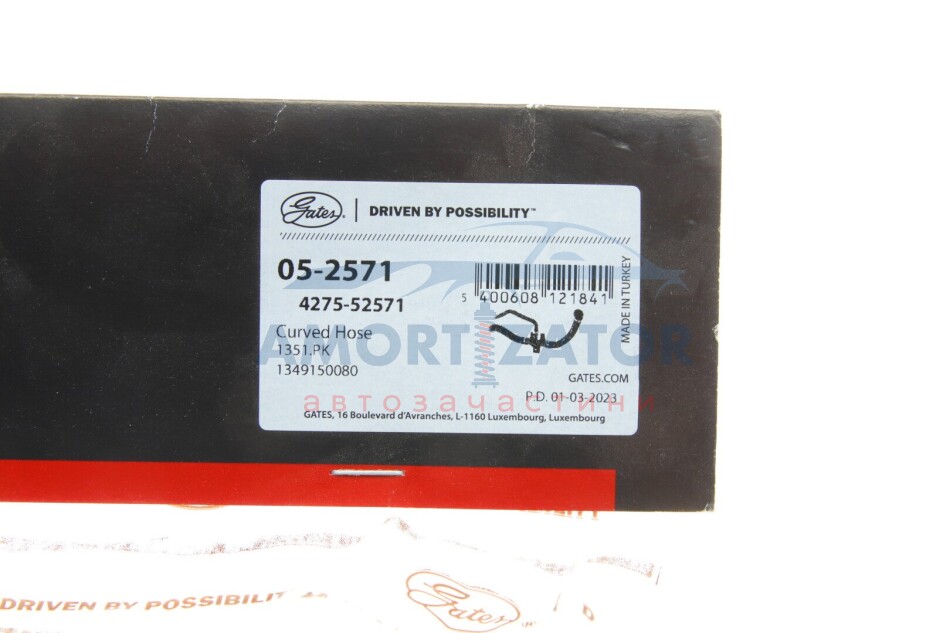 Gates® | DRIVEN BY POSSIBILITY™
05-2571
4275-52571
5 400608 121841
MADE IN TURKEY
Curved Hose
1351.PK
1349150080
AMORTIZATOR
автозачастини
GATES.COM
P.D. 01-03-2023
GATES, 16 Boulevard d'Avranches, L-1160 Luxembourg, Luxembourg
DRIVEN BY POSSIBILIT
Gates